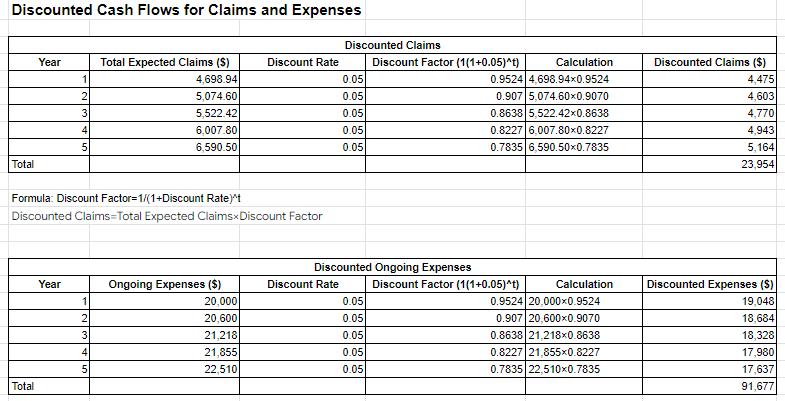 Discounted Cash Flows for Claims and Expenses
Discounted Claims
Year Total Expected Claims ($) Discount Rate Discount Factor (1(1+0.05)^t) Calculation Discounted Claims ($)
1 4,698.94 0.05 0.9524 4,698.94×0.9524 4,475
2 5,074.60 0.05 0.907 5,074.60×0.9070 4,603
3 5,522.42 0.05 0.8638 5,522.42×0.8638 4,770
4 6,007.80 0.05 0.8227 6,007.80×0.8227 4,943
5 6,590.50 0.05 0.7835 6,590.50×0.7835 5,164
Total 23,954
Formula: Discount Factor=1/(1+Discount Rate)^t
Discounted Claims=Total Expected Claims×Discount Factor
Discounted Ongoing Expenses
Year Ongoing Expenses ($) Discount Rate Discount Factor (1(1+0.05)^t) Calculation Discounted Expenses ($)
1 20,000 0.05 0.9524 20,000×0.9524 19,048
2 20,600 0.05 0.907 20,600×0.9070 18,684
3 21,218 0.05 0.8638 21,218×0.8638 18,328
4 21,855 0.05 0.8227 21,855×0.8227 17,980
5 22,510 0.05 0.7835 22,510×0.7835 17,637
Total 91,677